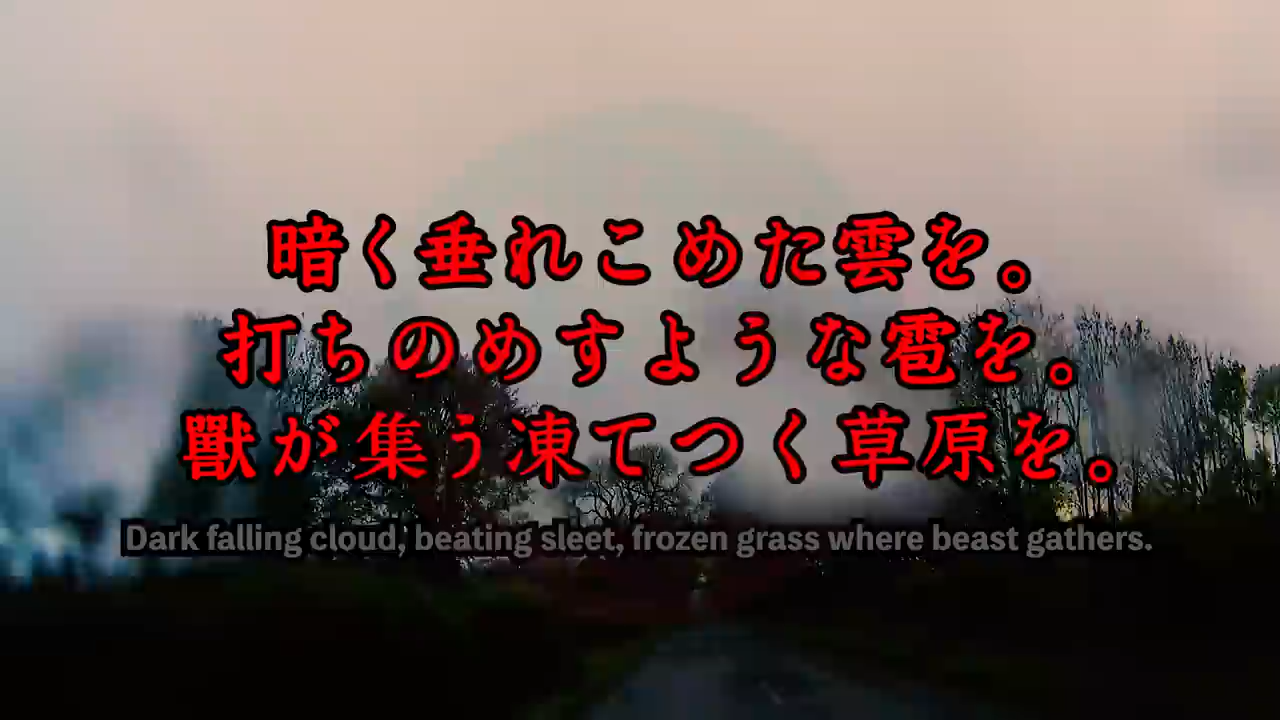 暗く垂れこめた雲を。
打ちのめすような雹を。
獣が集う凍てつく草原を。
Dark falling cloud, beating sleet, frozen grass where beast gathers.